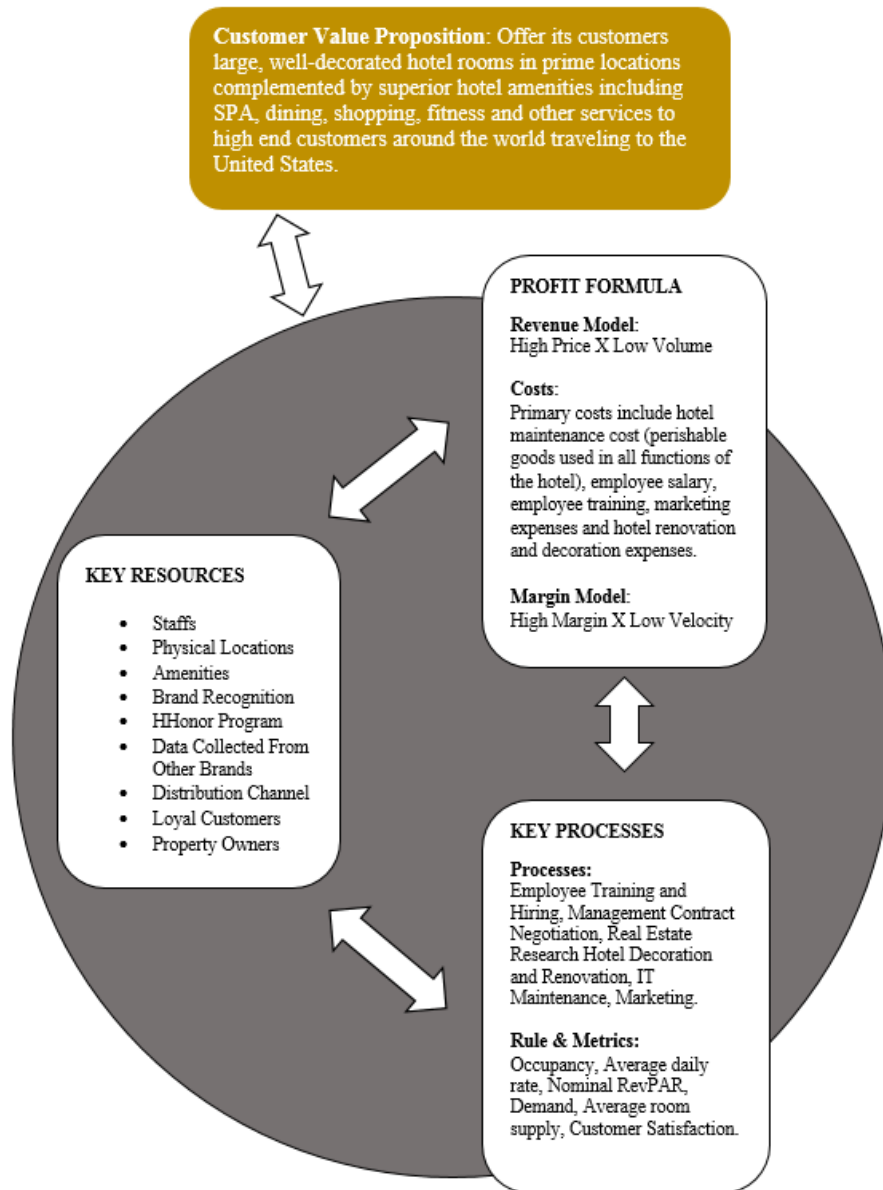 Customer Value Proposition: Offer its customers
large, well-decorated hotel rooms in prime locations
complemented by superior hotel amenities including
SPA, dining, shopping, fitness and other services to
high end customers around the world traveling to the
United States.
PROFIT FORMULA
Revenue Model:
High Price X Low Volume
Costs:
Primary costs include hotel
maintenance cost (perishable
goods used in all functions of
the hotel), employee salary,
employee training, marketing
expenses and hotel renovation
and decoration expenses.
Margin Model:
High Margin X Low Velocity
KEY RESOURCES
• Staffs
• Physical Locations
• Amenities
• Brand Recognition
• HHonor Program
• Data Collected From
Other Brands
• Distribution Channel
• Loyal Customers
• Property Owners
KEY PROCESSES
Processes:
Employee Training and
Hiring, Management Contract
Negotiation, Real Estate
Research Hotel Decoration
and Renovation, IT
Maintenance, Marketing.
Rule & Metrics:
Occupancy, Average daily
rate, Nominal RevPAR,
Demand, Average room
supply, Customer Satisfaction.